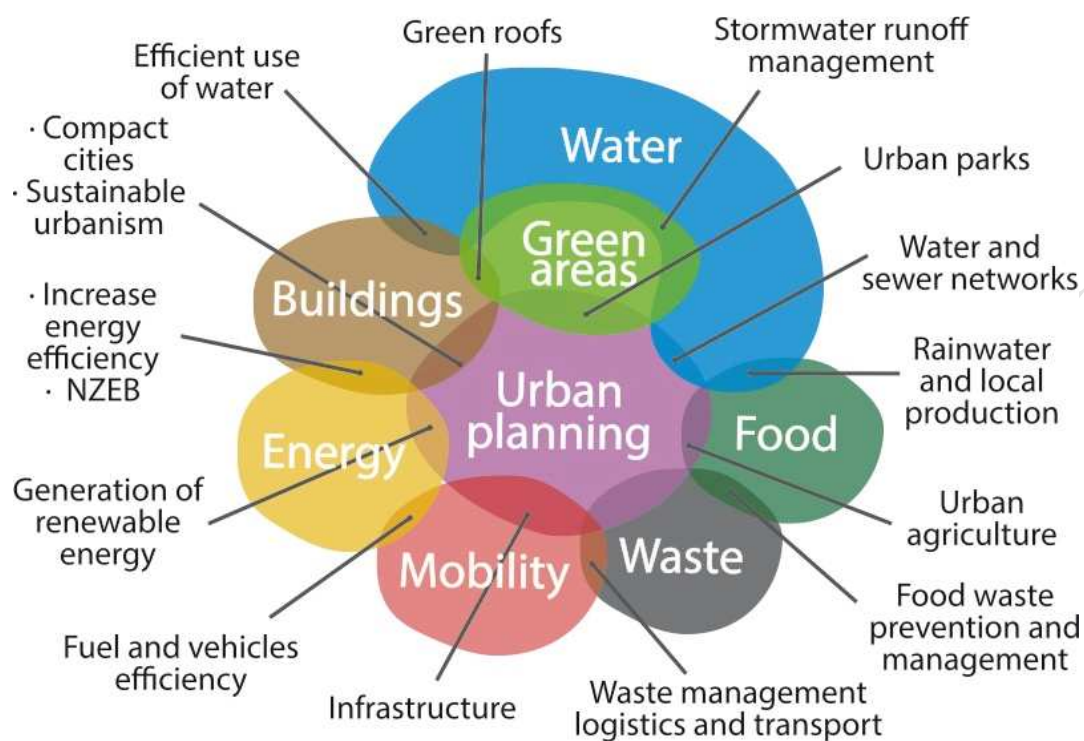 Green roofs
Stormwater runoff
management
Efficient use
of water
· Compact
cities
· Sustainable
urbanism
Water
Urban parks
Green
areas
Water and
sewer networks
Buildings
· Increase
energy
efficiency
· NZEB
Rainwater
and local
production
Urban
planning
Food
Energy
Generation of
renewable
energy
Urban
agriculture
Mobility
Waste
Food waste
prevention and
management
Fuel and vehicles
efficiency
Infrastructure
Waste management
logistics and transport